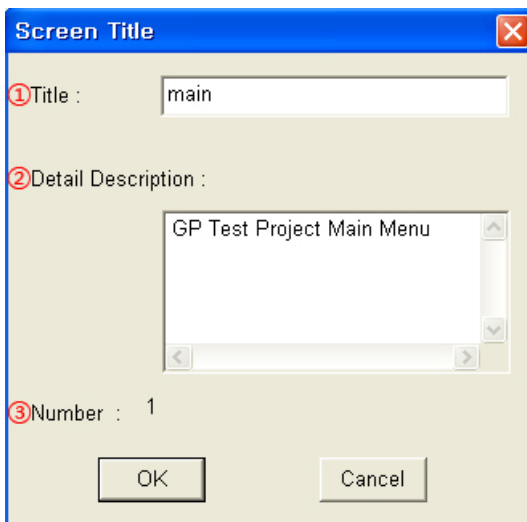 Screen Title
①Title : main
②Detail Description :
GP Test Project Main Menu
③Number : 1
OK Cancel